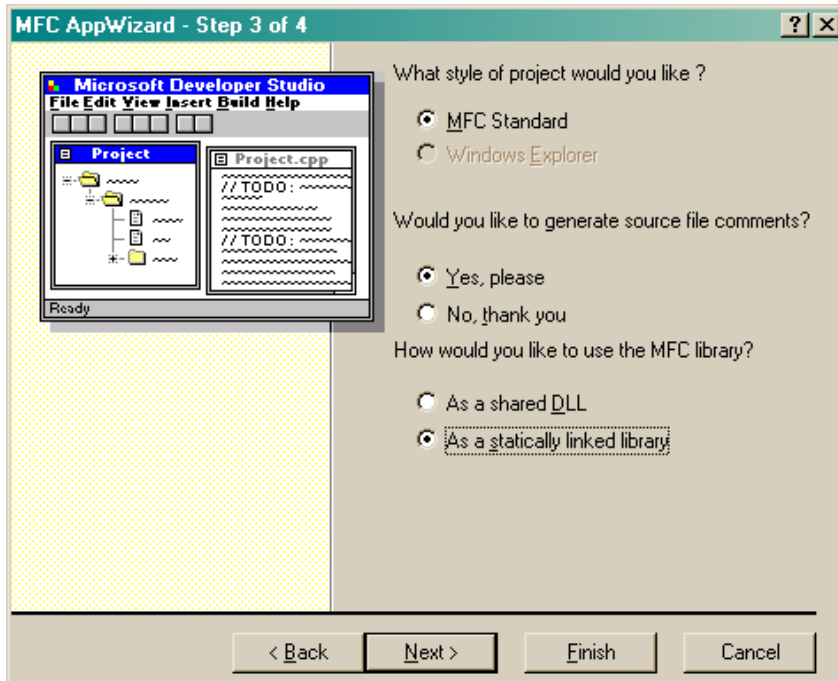 MFC AppWizard - Step 3 of 4
Microsoft Developer Studio
File Edit View Insert Build Help
Project
Project.cpp
// TODO:
// TODO:
Ready
What style of project would you like ?
MFC Standard
Windows Explorer
Would you like to generate source file comments?
Yes, please
No, thank you
How would you like to use the MFC library?
As a shared DLL
As a statically linked library
< Back
Next >
Finish
Cancel